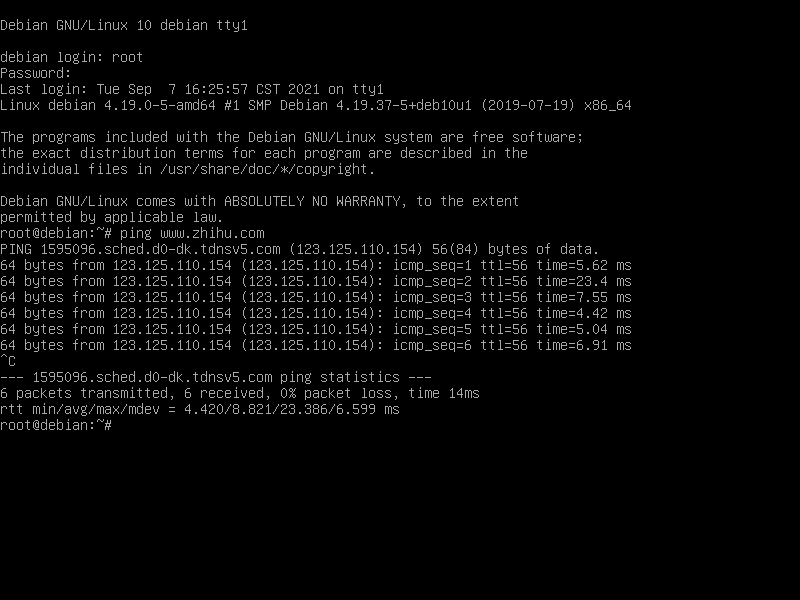 Debian GNU/Linux 10 debian tty1
debian login: root
Password:
Last login: Tue Sep  7 16:25:57 CST 2021 on tty1
Linux debian 4.19.0-5-amd64 #1 SMP Debian 4.19.37-5+deb10u1 (2019-07-19) x86_64
The programs included with the Debian GNU/Linux system are free software;
the exact distribution terms for each program are described in the
individual files in /usr/share/doc/*/copyright.
Debian GNU/Linux comes with ABSOLUTELY NO WARRANTY, to the extent
permitted by applicable law.
root@debian:~# ping www.zhihu.com
PING 1595096.sched.d0-dk.tdnsv5.com (123.125.110.154) 56(84) bytes of data.
64 bytes from 123.125.110.154 (123.125.110.154): icmp_seq=1 ttl=56 time=5.62 ms
64 bytes from 123.125.110.154 (123.125.110.154): icmp_seq=2 ttl=56 time=23.4 ms
64 bytes from 123.125.110.154 (123.125.110.154): icmp_seq=3 ttl=56 time=7.55 ms
64 bytes from 123.125.110.154 (123.125.110.154): icmp_seq=4 ttl=56 time=4.42 ms
64 bytes from 123.125.110.154 (123.125.110.154): icmp_seq=5 ttl=56 time=5.04 ms
64 bytes from 123.125.110.154 (123.125.110.154): icmp_seq=6 ttl=56 time=6.91 ms
^C
--- 1595096.sched.d0-dk.tdnsv5.com ping statistics ---
6 packets transmitted, 6 received, 0% packet loss, time 14ms
rtt min/avg/max/mdev = 4.420/8.821/23.386/6.599 ms
root@debian:~#